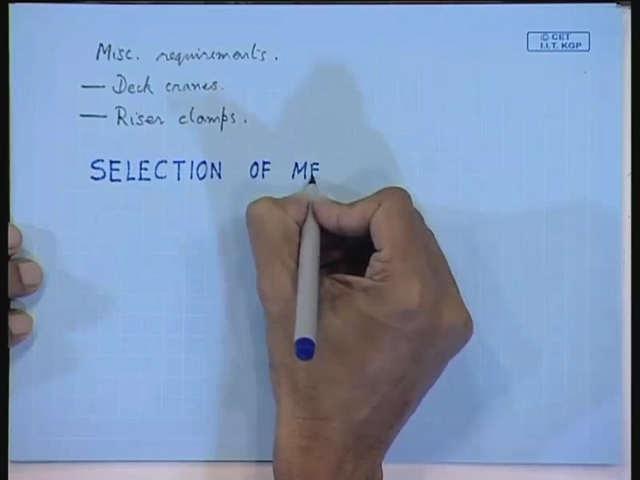 © CET
I.I.T. KGP
Misc. requirements.
— Deck cranes.
— Riser clamps.
SELECTION OF ME